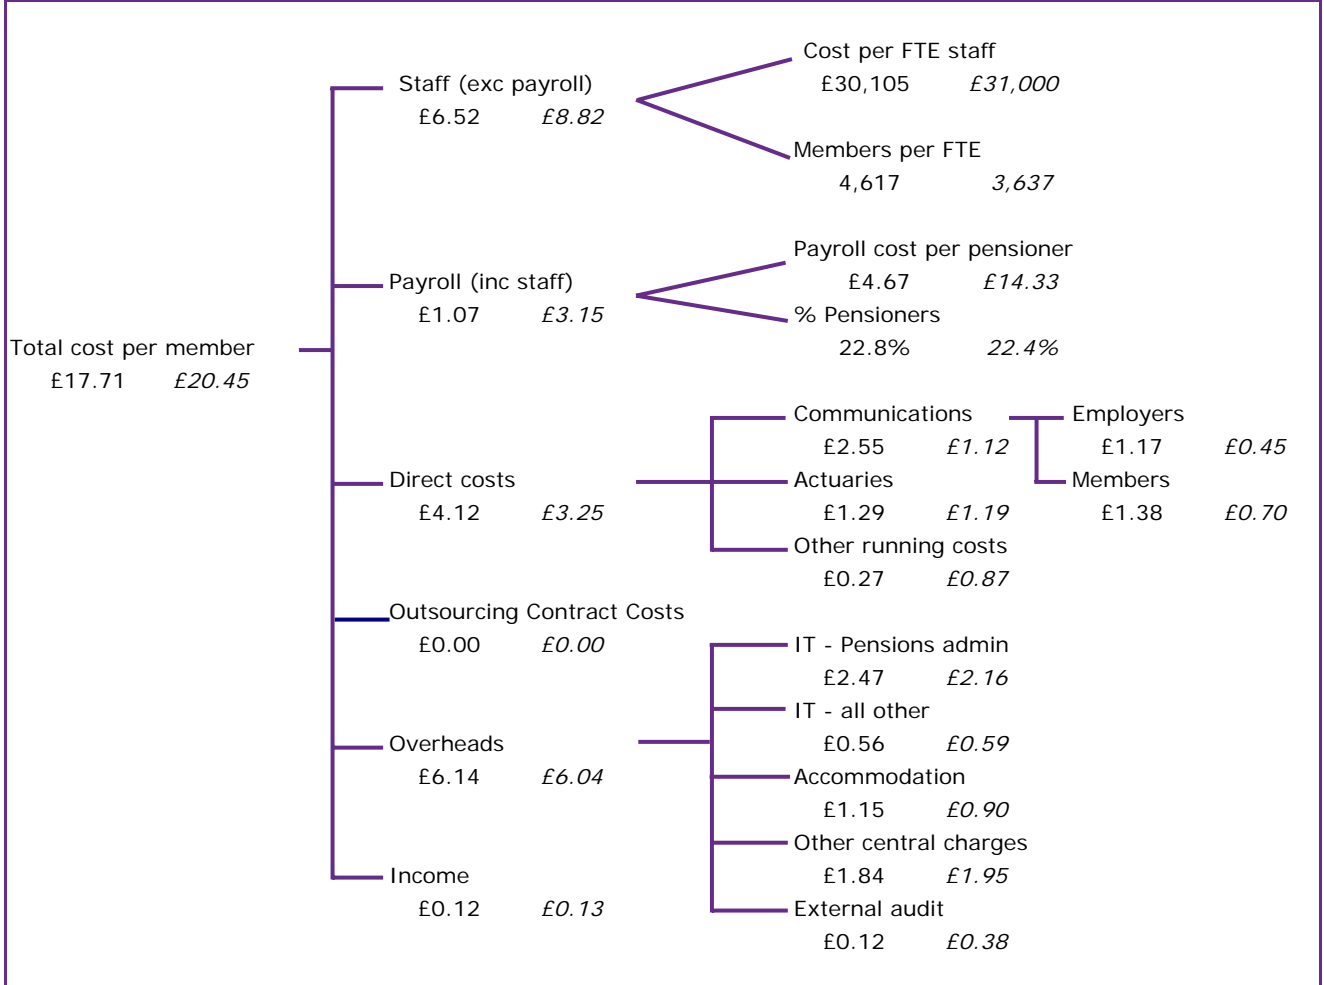 Cost per FTE staff
Staff (exc payroll) £30,105 £31,000
£6.52 £8.82
Members per FTE
4,617 3,637
Payroll cost per pensioner
Payroll (inc staff) £4.67 £14.33
£1.07 £3.15 % Pensioners
Total cost per member 22.8% 22.4%
£17.71 £20.45
Communications Employers
£2.55 £1.12 £1.17 £0.45
Direct costs Actuaries Members
£4.12 £3.25 £1.29 £1.19 £1.38 £0.70
Other running costs
£0.27 £0.87
Outsourcing Contract Costs
£0.00 £0.00 IT - Pensions admin
£2.47 £2.16
IT - all other
Overheads £0.56 £0.59
£6.14 £6.04 Accommodation
£1.15 £0.90
Other central charges
Income £1.84 £1.95
£0.12 £0.13 External audit
£0.12 £0.38